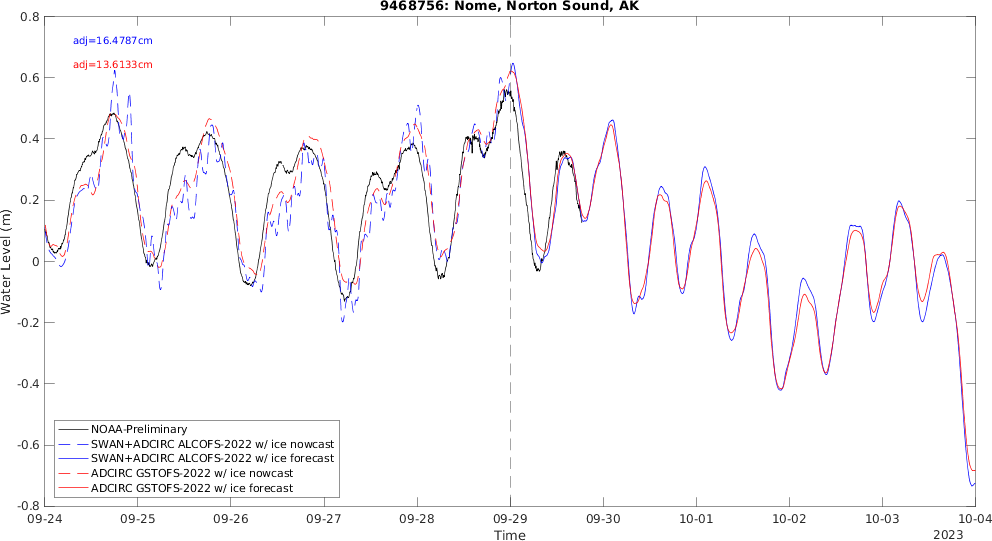 9468756: Nome, Norton Sound, AK
0.8
adj=16.4787cm
adj=13.6133cm
0.6
0.4
0.2
0
-0.2
-0.4
-0.6
-0.8
Water Level (m)
NOAA-Preliminary
SWAN+ADCIRC ALCOFS-2022 w/ ice nowcast
SWAN+ADCIRC ALCOFS-2022 w/ ice forecast
ADCIRC GSTOFS-2022 w/ ice nowcast
ADCIRC GSTOFS-2022 w/ ice forecast
09-24 09-25 09-26 09-27 09-28 09-29 09-30 10-01 10-02 10-03 10-04
Time
2023